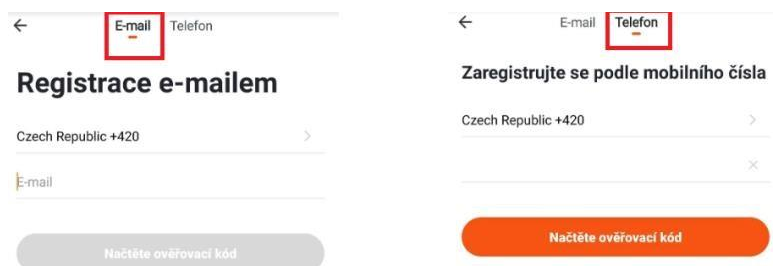 E-mail Telefon
Registrace e-mailem
Czech Republic +420
E-mail
Načtěte ověřovací kód
E-mail Telefon
Zaregistrujte se podle mobilního čísla
Czech Republic +420
Načtěte ověřovací kód